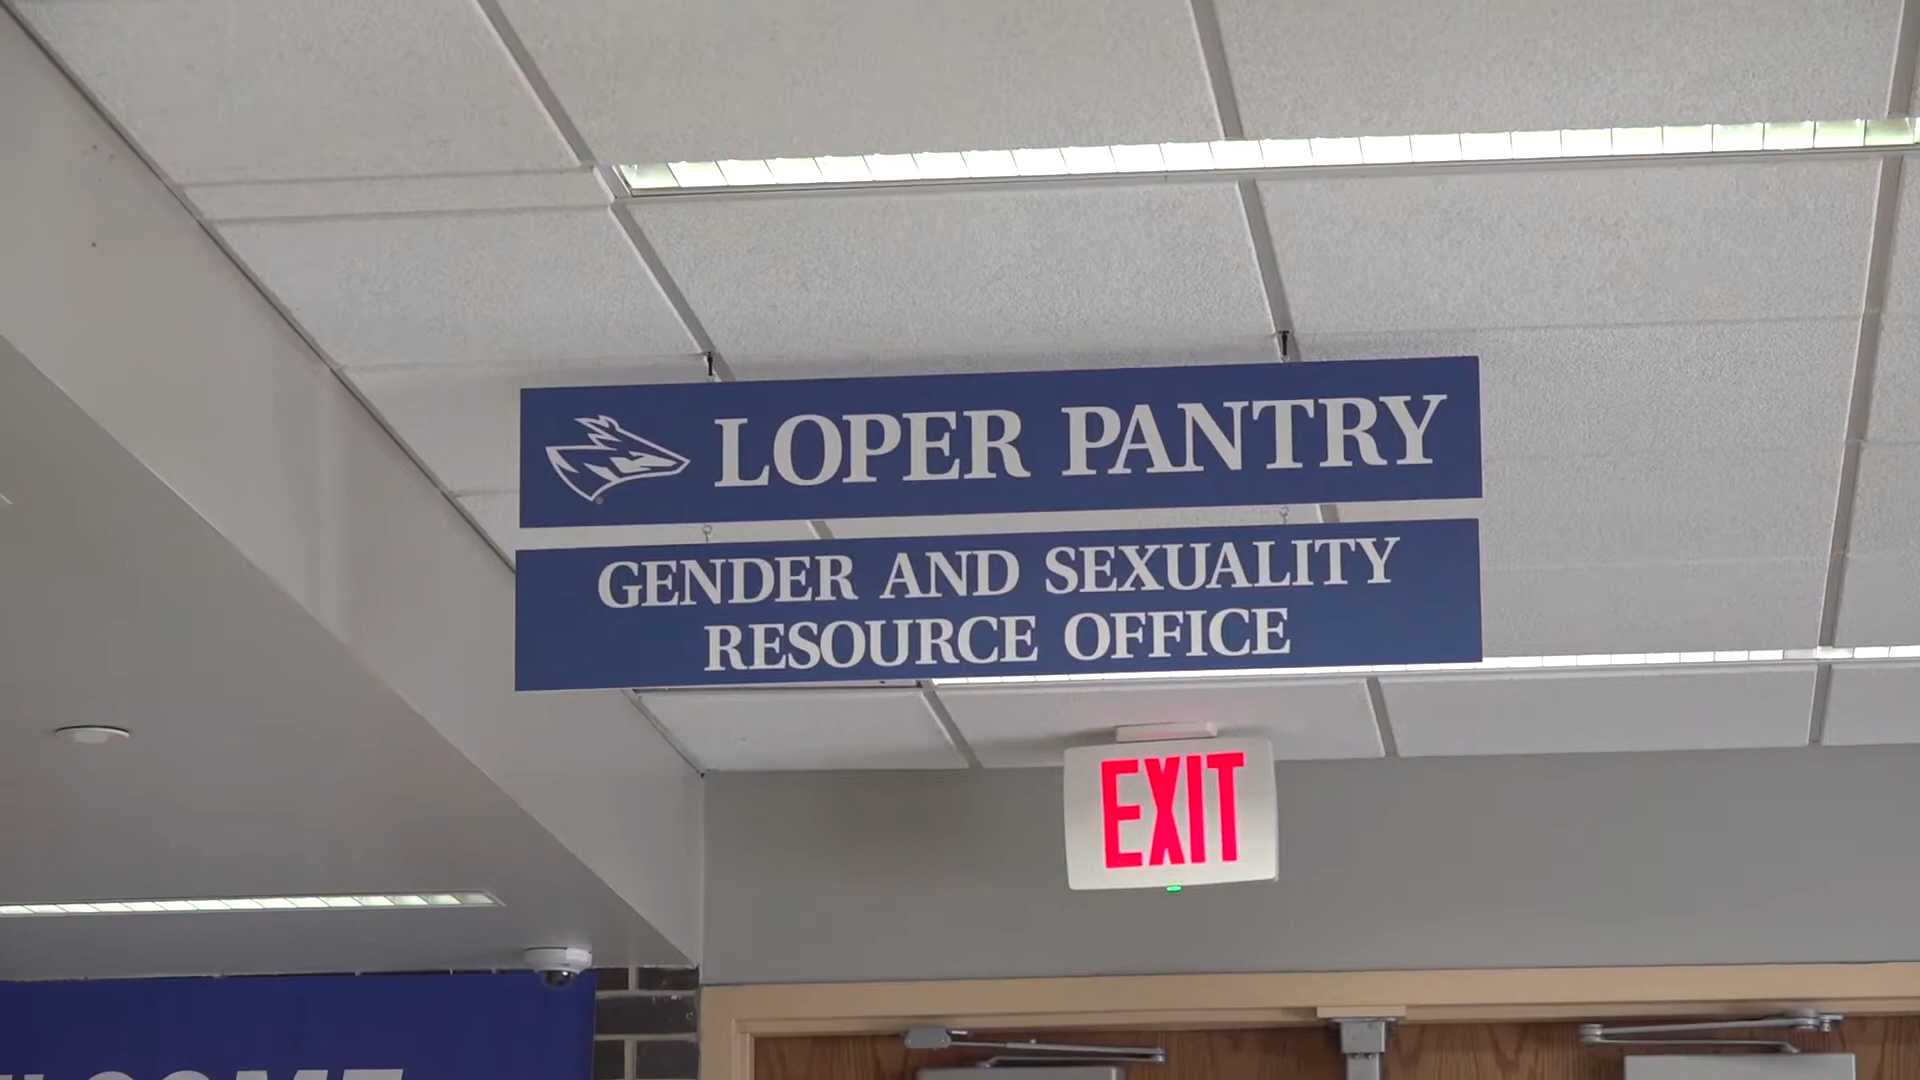 LOPER PANTRY
GENDER AND SEXUALITY
RESOURCE OFFICE
EXIT